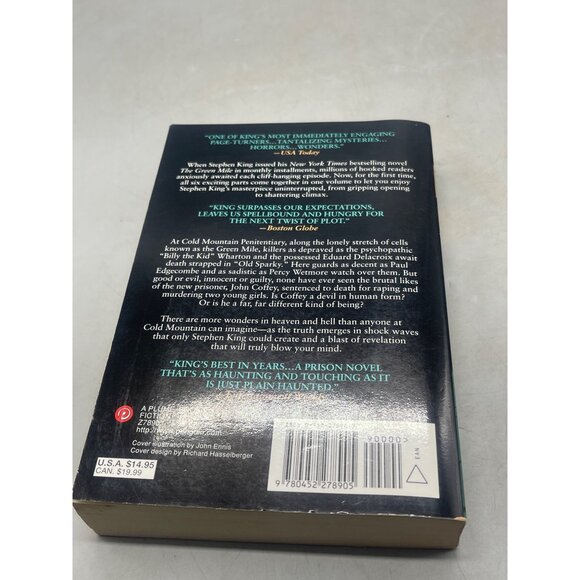 "ONE OF KING'S MOST IMMEDIATELY ENGAGING
PAGE-TURNERS...TANTALIZING MYSTERIES...
HORRORS...WONDERS."
—USA Today
When Stephen King issued his New York Times bestselling novel
The Green Mile in monthly installments, millions of hooked readers
anxiously awaited each cliff-hanging episode. Now, for the first time,
all six exciting parts come together in one volume to let you enjoy
Stephen King's masterpiece uninterrupted, from gripping opening
to shattering climax.
"KING SURPASSES OUR EXPECTATIONS,
LEAVES US SPELLBOUND AND HUNGRY FOR
THE NEXT TWIST OF PLOT."
—Boston Globe
At Cold Mountain Penitentiary, along the lonely stretch of cells
known as the Green Mile, killers as depraved as the psychopathic
"Billy the Kid" Wharton and the possessed Eduard Delacroix await
death strapped in "Old Sparky." Here guards as decent as Paul
Edgecombe and as sadistic as Percy Wetmore watch over them. But
good or evil, innocent or guilty, none have ever seen the brutal likes
of the new prisoner, John Coffey, sentenced to death for raping and
murdering two young girls. Is Coffey a devil in human form?
Or is he a far, far different kind of being?
There are more wonders in heaven and hell than anyone at
Cold Mountain can imagine—as the truth emerges in shock waves
that only Stephen King could create and a blast of revelation
that will truly blow your mind.
"KING'S BEST IN YEARS...A PRISON NOVEL
THAT'S AS HAUNTING AND TOUCHING AS IT
IS JUST PLAIN HAUNTED."
A PLU
FICTI
Z7890
Cover illustration by John Ennis
Cover design by Richard Hasselberger
U.S.A. $14.95
CAN. $19.99
90000>
EAN
9 780452 278905